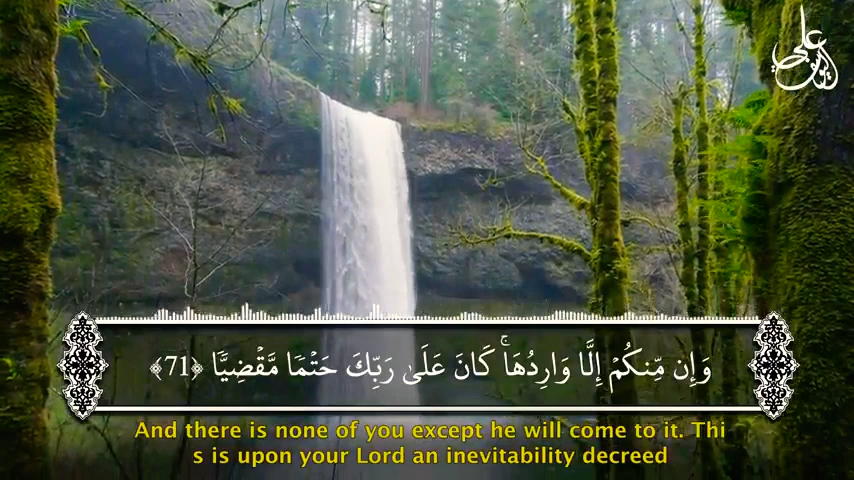 وَإِن مِّنكُمْ إِلَّا وَارِدُهَا ۚ كَانَ عَلَىٰ رَبِّكَ حَتْمًا مَّقْضِيًّا ﴿71﴾
And there is none of you except he will come to it. Thi
s is upon your Lord an inevitability decreed